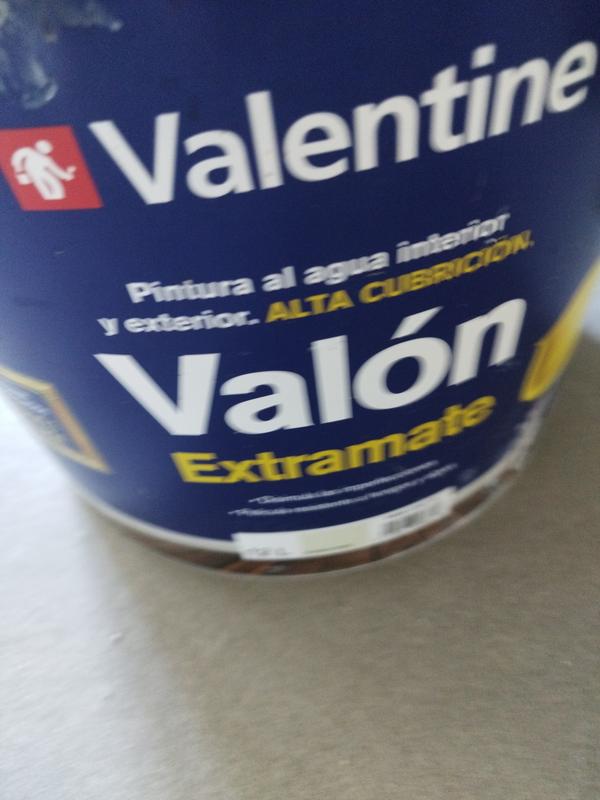 Valentine
Pintura al agua interior
y exterior. ALTA CUBRICIÓN.
Valón
Extramate